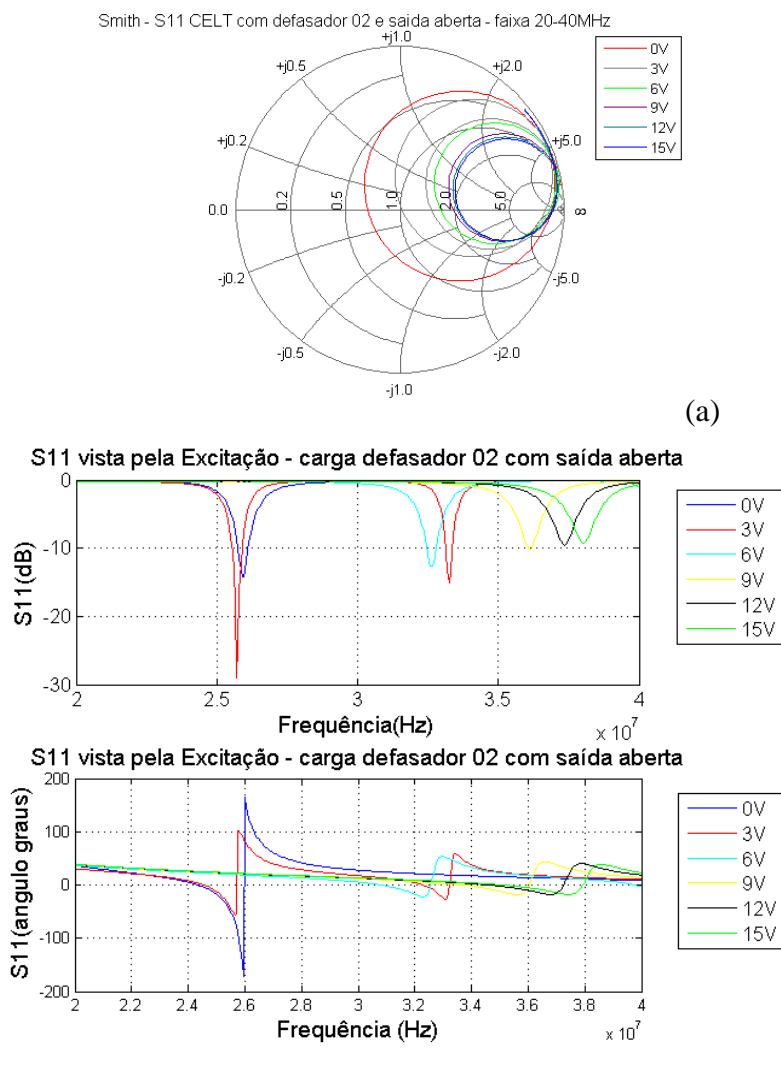 Smith - S11 CELT com defasador 02 e saida aberta - faixa 20-40MHz
+j1.0
+j0.5
+j2.0
+j0.2
+j5.0
0.0
0.2
0.5
1.0
2.0
5.0
∞
-j0.2
-j5.0
-j0.5
-j2.0
-j1.0
0V
3V
6V
9V
12V
15V
(a)
S11 vista pela Excitação - carga defasador 02 com saída aberta
S11(dB)
0
-10
-20
-30
2
2.5
3
3.5
4
x 10^7
Frequência(Hz)
0V
3V
6V
9V
12V
15V
S11 vista pela Excitação - carga defasador 02 com saída aberta
S11(angulo graus)
200
100
0
-100
-200
2
2.2
2.4
2.6
2.8
3
3.2
3.4
3.6
3.8
4
x 10^7
Frequência (Hz)
0V
3V
6V
9V
12V
15V